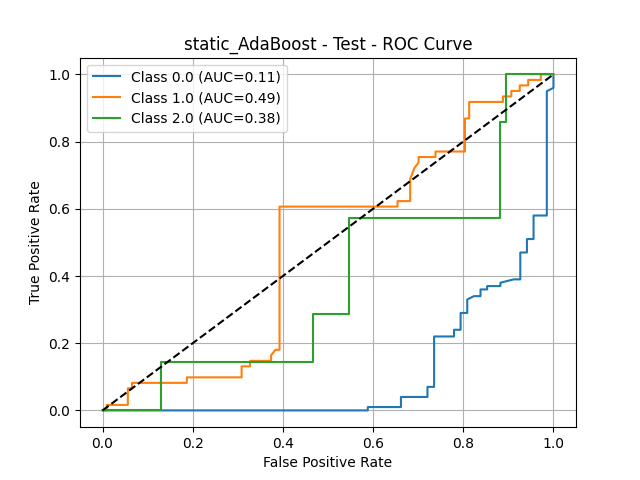 static_AdaBoost - Test - ROC Curve
Class 0.0 (AUC=0.11)
Class 1.0 (AUC=0.49)
Class 2.0 (AUC=0.38)
True Positive Rate
1.0
0.8
0.6
0.4
0.2
0.0
0.0 0.2 0.4 0.6 0.8 1.0
False Positive Rate